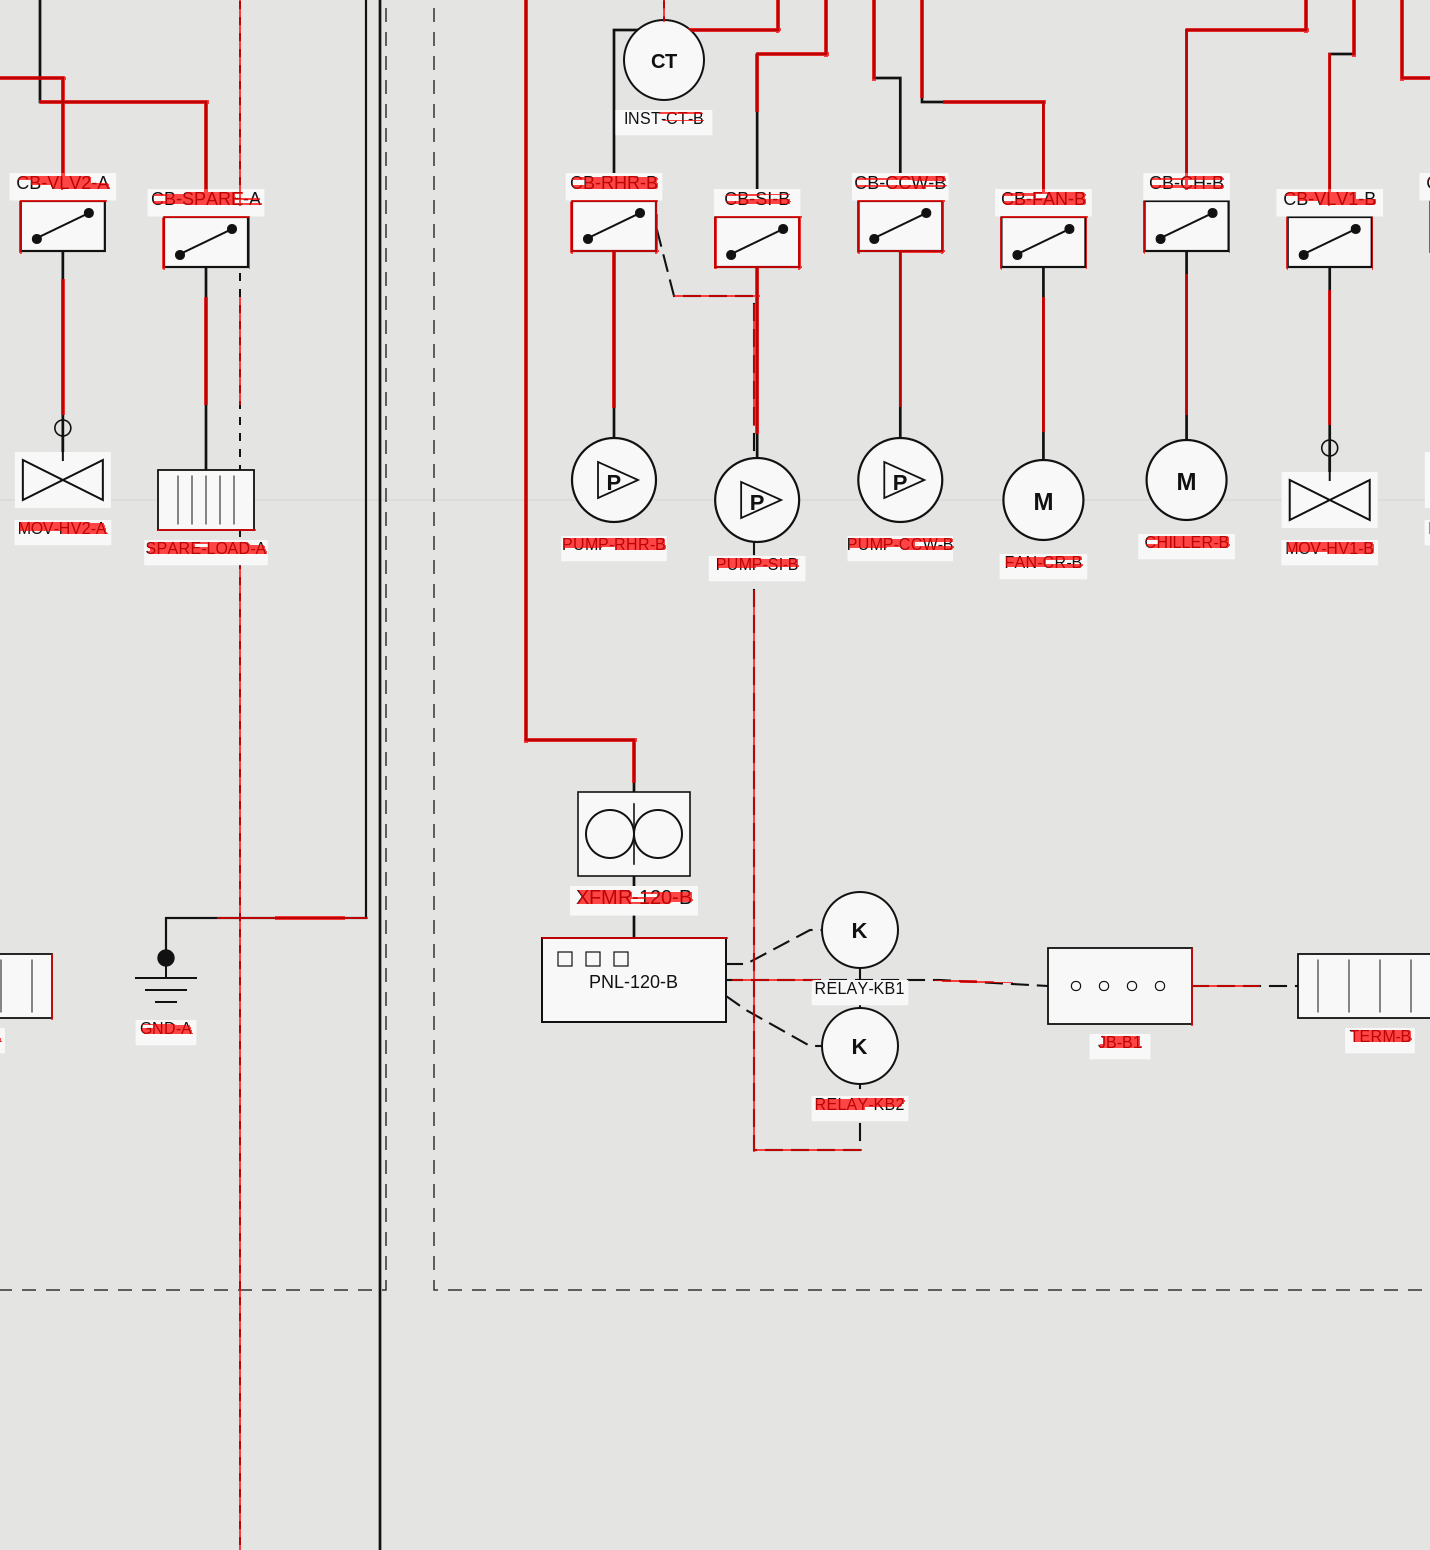 CT
INST-CT-B
CB-VLV2-A
CB-SPARE-A
CB-RHR-B
CB-SI-B
CB-CCW-B
CB-FAN-B
CB-CH-B
CB-VLV1-B
P
P
P
M
M
MOV-HV2-A
SPARE-LOAD-A
PUMP-RHR-B
PUMP-SI-B
PUMP-CCW-B
FAN-CR-B
CHILLER-B
MOV-HV1-B
XFMR-120-B
K
PNL-120-B
RELAY-KB1
GND-A
K
JB-B1
TERM-B
RELAY-KB2